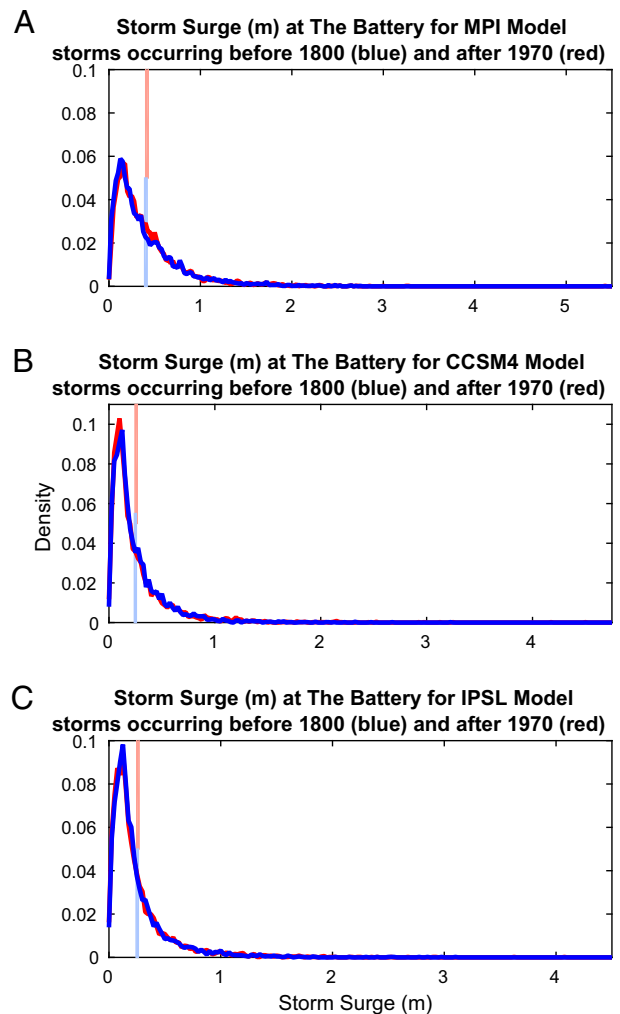 A
Storm Surge (m) at The Battery for MPI Model
storms occurring before 1800 (blue) and after 1970 (red)
0.1
0.08
0.06
0.04
0.02
0
0 1 2 3 4 5
B
Storm Surge (m) at The Battery for CCSM4 Model
storms occurring before 1800 (blue) and after 1970 (red)
0.1
0.08
0.06
0.04
0.02
0
Density
0 1 2 3 4
C
Storm Surge (m) at The Battery for IPSL Model
storms occurring before 1800 (blue) and after 1970 (red)
0.1
0.08
0.06
0.04
0.02
0
0 1 2 3 4
Storm Surge (m)